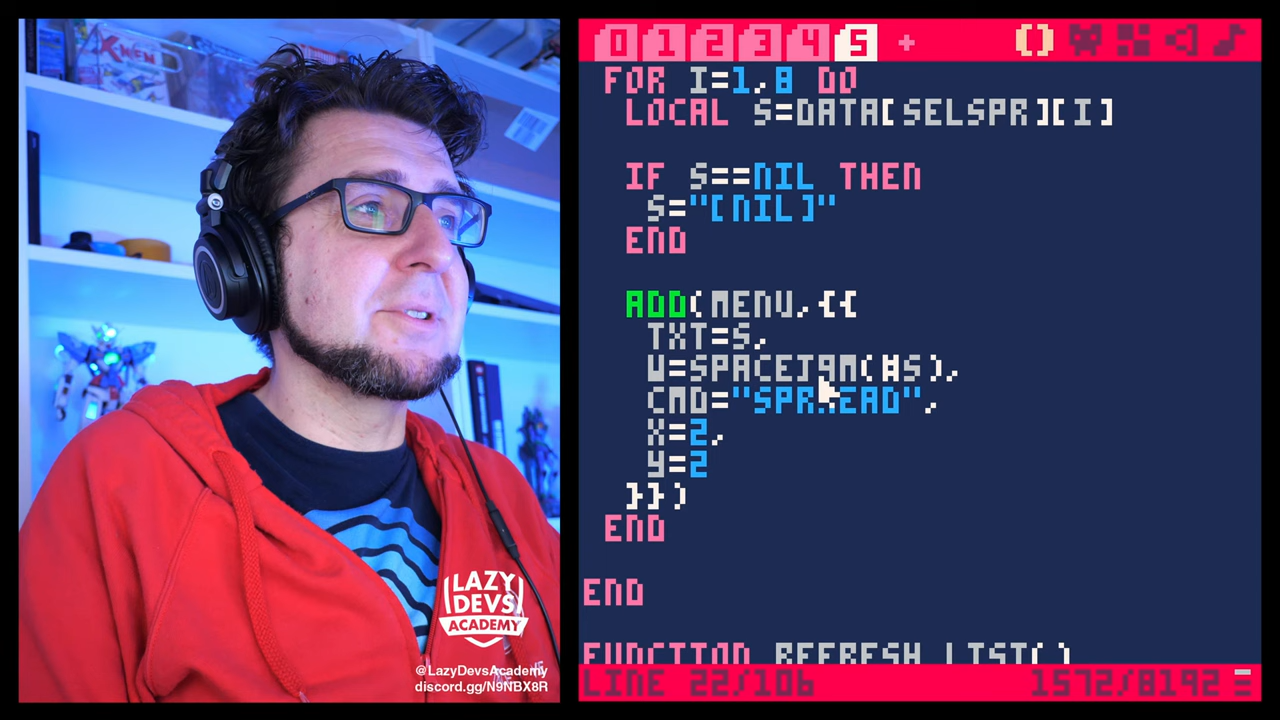 X-MEN
LAZY
DEVS
ACADEMY
@LazyDevsAcademy
discord.gg/N9NBX8R
0 1 2 3 4 5 +
FOR I=1,8 DO
LOCAL S=DATA[SELSPR][I]
IF S==NIL THEN
S="[NIL]"
END
ADD(MENU,{{
TXT=S,
W=SPACEJAM(#S),
CMD="SPRHEAD",
X=2,
Y=2
}})
END
END
FUNCTION REFRESH_LIST()
LINE 22/106
1572/8192